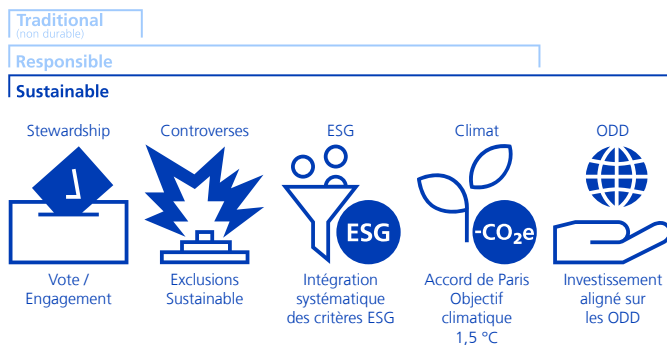 Traditional
(non durable)
Responsible
Sustainable
Stewardship
Controverses
ESG
Climat
ODD
ESG
-CO₂e
Vote /
Engagement
Exclusions
Sustainable
Intégration
systématique
des critères ESG
Accord de Paris
Objectif
climatique
1,5 °C
Investissement
aligné sur
les ODD